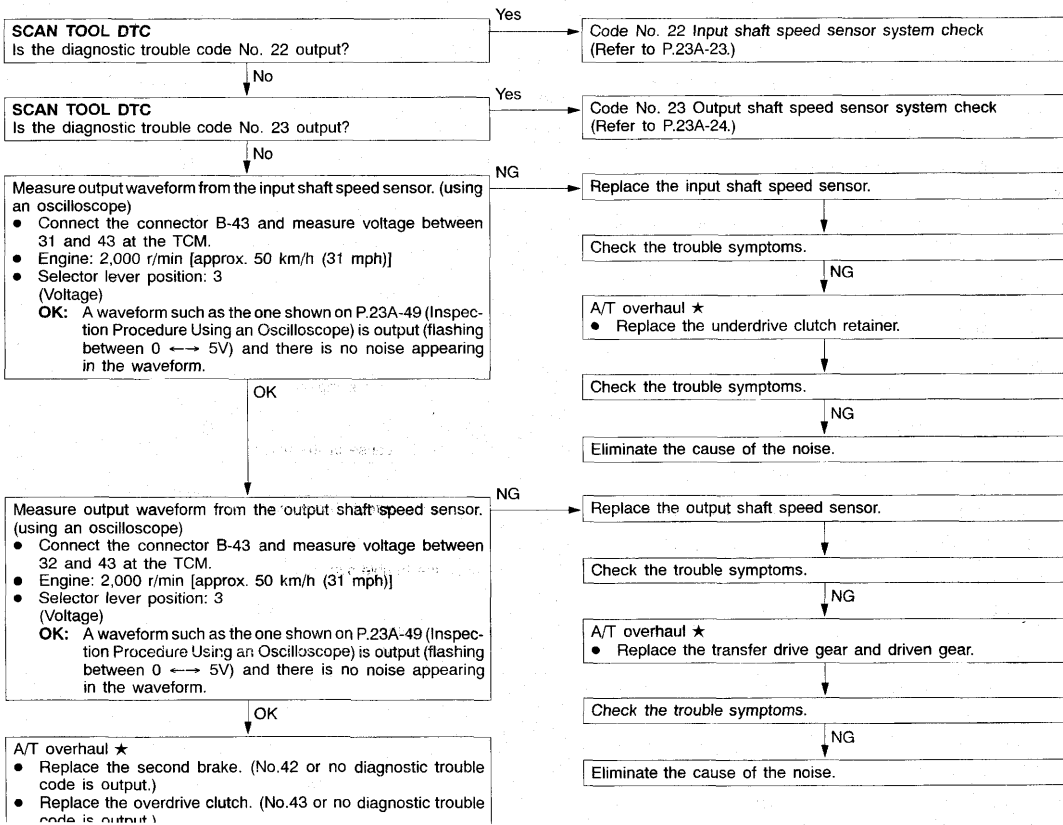 SCAN TOOL DTC
Is the diagnostic trouble code No. 22 output?
Yes
Code No. 22 Input shaft speed sensor system check
(Refer to P.23A-23.)
No
SCAN TOOL DTC
Is the diagnostic trouble code No. 23 output?
Yes
Code No. 23 Output shaft speed sensor system check
(Refer to P.23A-24.)
No
Measure output waveform from the input shaft speed sensor. (using
an oscilloscope)
● Connect the connector B-43 and measure voltage between
31 and 43 at the TCM.
● Engine: 2,000 r/min [approx. 50 km/h (31 mph)]
● Selector lever position: 3
(Voltage)
OK: A waveform such as the one shown on P.23A-49 (Inspec-
tion Procedure Using an Oscilloscope) is output (flashing
between 0 ←→ 5V) and there is no noise appearing
in the waveform.
NG
Replace the input shaft speed sensor.
Check the trouble symptoms.
NG
A/T overhaul ★
● Replace the underdrive clutch retainer.
Check the trouble symptoms.
NG
Eliminate the cause of the noise.
OK
Measure output waveform from the output shaft speed sensor.
(using an oscilloscope)
● Connect the connector B-43 and measure voltage between
32 and 43 at the TCM.
● Engine: 2,000 r/min [approx. 50 km/h (31 mph)]
● Selector lever position: 3
(Voltage)
OK: A waveform such as the one shown on P.23A-49 (Inspec-
tion Procedure Using an Oscilloscope) is output (flashing
between 0 ←→ 5V) and there is no noise appearing
in the waveform.
NG
Replace the output shaft speed sensor.
Check the trouble symptoms.
NG
A/T overhaul ★
● Replace the transfer drive gear and driven gear.
Check the trouble symptoms.
NG
Eliminate the cause of the noise.
OK
A/T overhaul ★
● Replace the second brake. (No.42 or no diagnostic trouble
code is output.)
● Replace the overdrive clutch. (No.43 or no diagnostic trouble
code is output.)